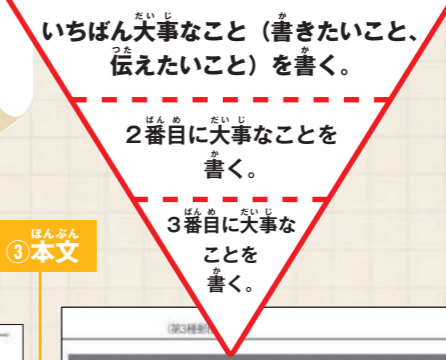 いちばん大事なこと（書きたいこと、
伝えたいこと）を書く。
2番目に大事なことを
書く。
3番目に大事な
ことを
書く。
③本文